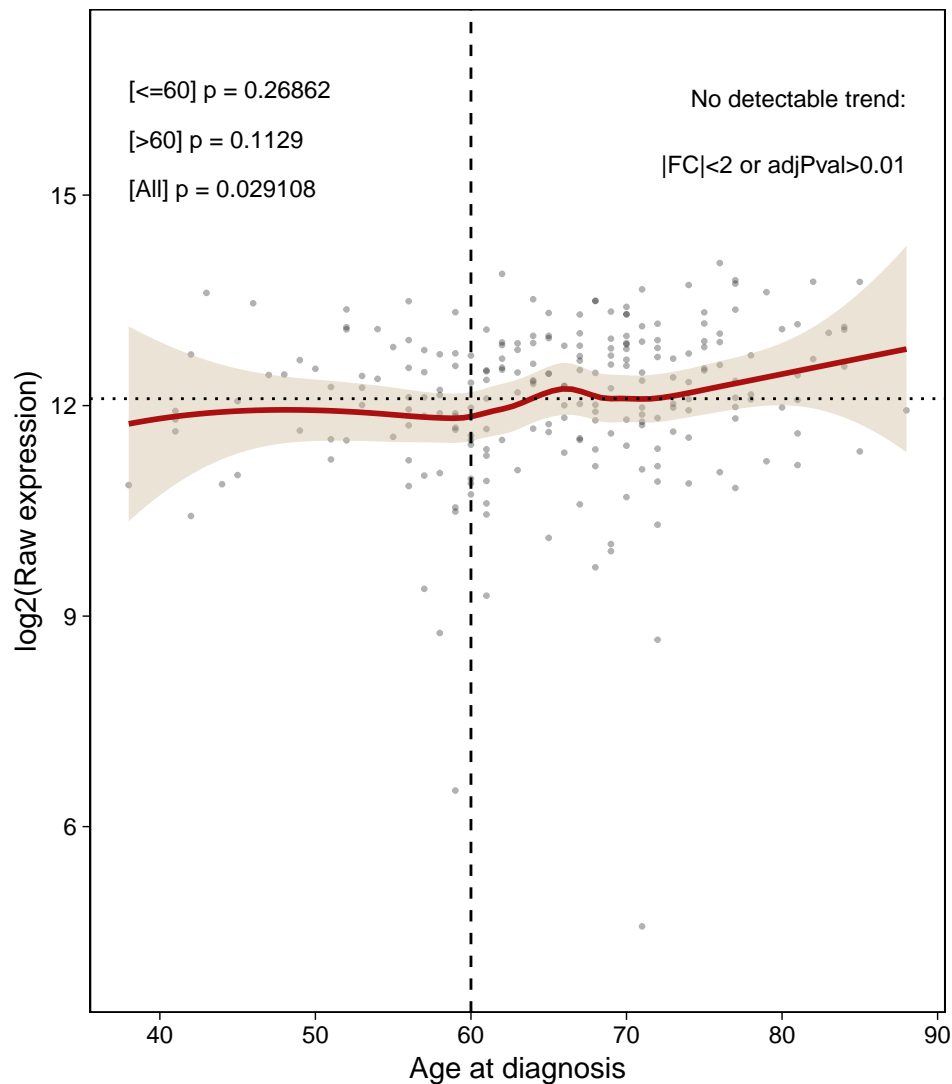 [<=60] p = 0.26862
[>60] p = 0.1129
[All] p = 0.029108
No detectable trend:
|FC|<2 or adjPval>0.01
log2(Raw expression)
15
12
9
6
40
50
60
70
80
90
Age at diagnosis